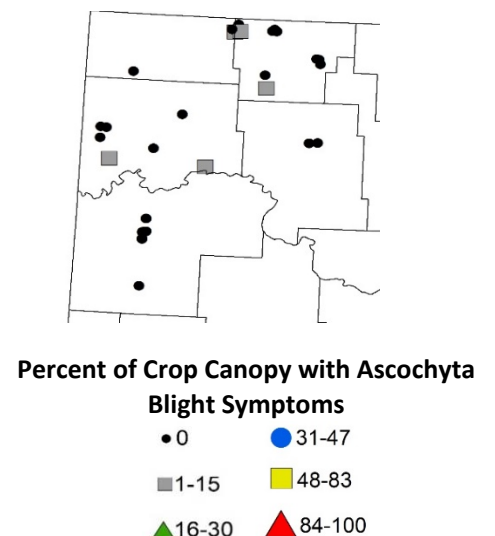 Percent of Crop Canopy with Ascochyta
Blight Symptoms
0 31-47
1-15 48-83
16-30 84-100